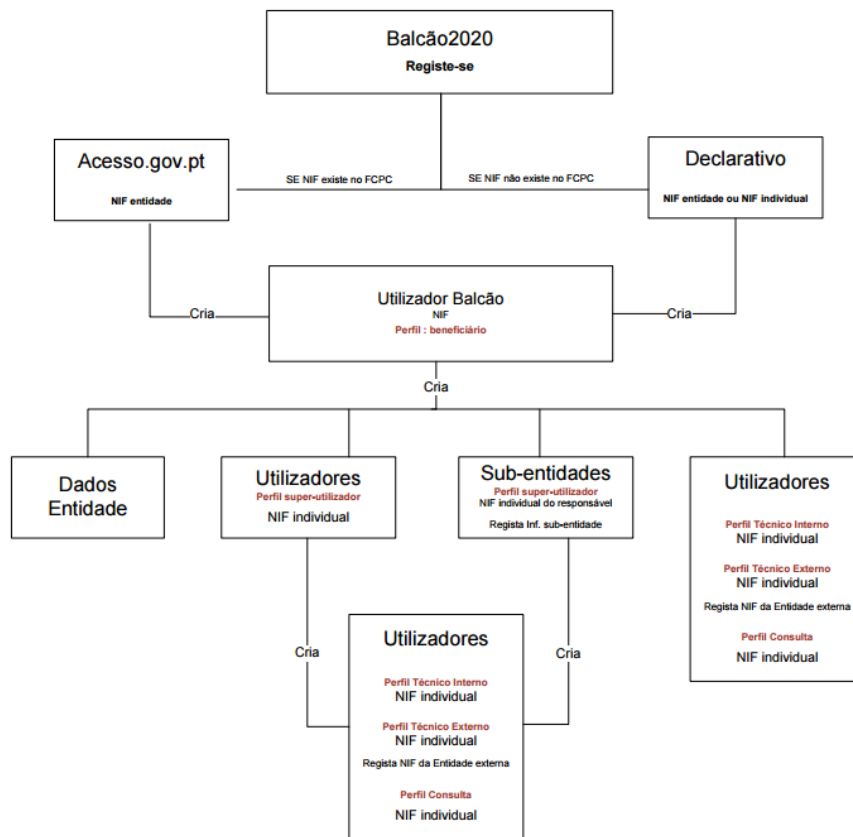 Balcão2020
Registe-se
Acesso.gov.pt
NIF entidade
SE NIF existe no FCPC
SE NIF não existe no FCPC
Declarativo
NIF entidade ou NIF individual
Cria
Utilizador Balcão
NIF
Perfil : beneficiário
Cria
Cria
Dados
Entidade
Utilizadores
Perfil super-utilizador
NIF individual
Sub-entidades
Perfil super-utilizador
NIF individual do responsável
Regista Inf. sub-entidade
Utilizadores
Perfil Técnico Interno
NIF individual
Perfil Técnico Externo
NIF individual
Regista NIF da Entidade externa
Perfil Consulta
NIF individual
Cria
Cria
Utilizadores
Perfil Técnico Interno
NIF individual
Perfil Técnico Externo
NIF individual
Regista NIF da Entidade externa
Perfil Consulta
NIF individual